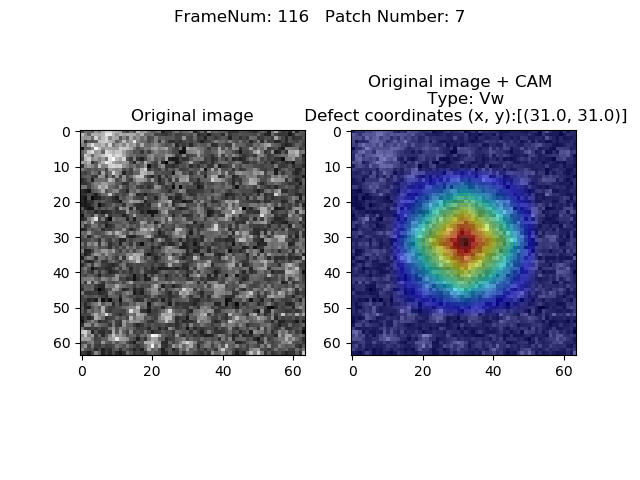 FrameNum: 116   Patch Number: 7
Original image
Original image + CAM
Type: Vw
Defect coordinates (x, y):[(31.0, 31.0)]
0
10
20
30
40
50
60
0 20 40 60
0
10
20
30
40
50
60
0 20 40 60